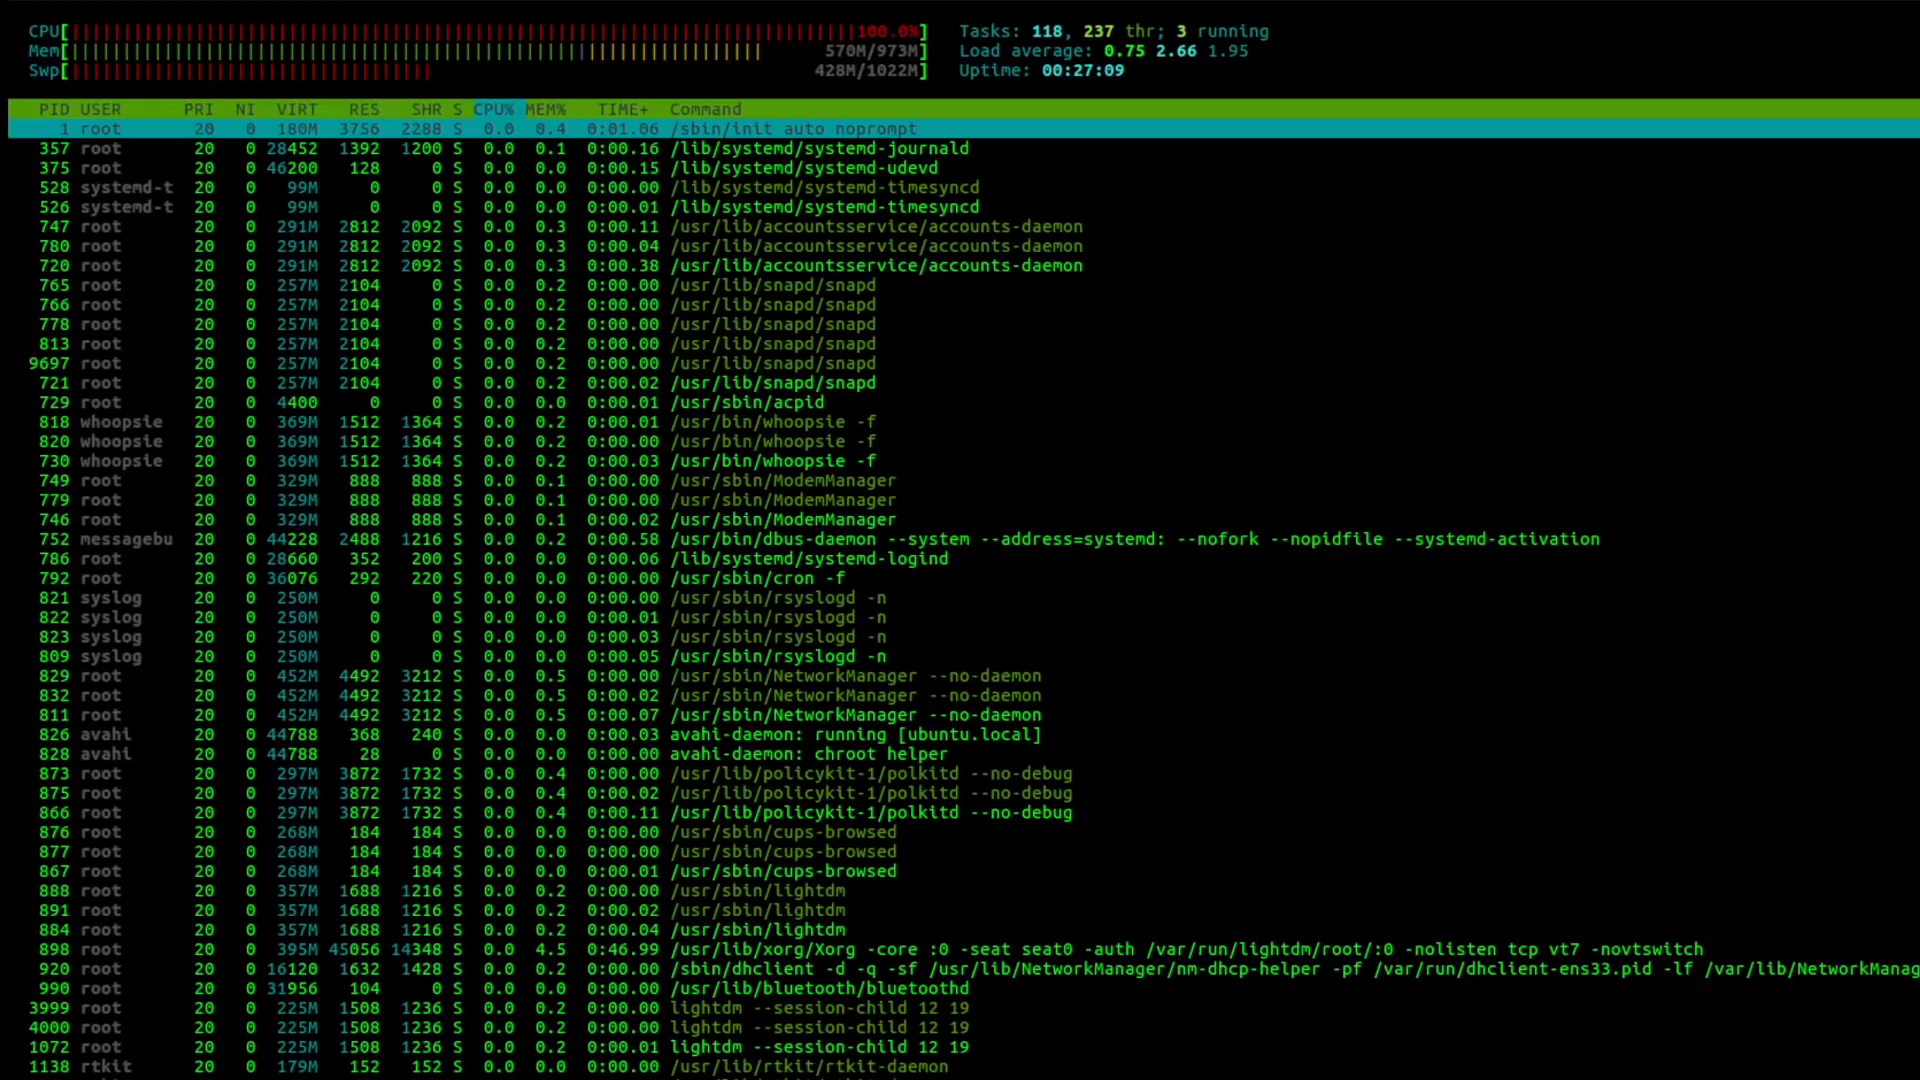 CPU[||||||||||||||||||||||||||||||||||||||||||||||||||||||||||||||||||||||||||||100.0%] Tasks: 118, 237 thr; 3 running
Mem[|||||||||||||||||||||||||||||||||||||||||||||||||||||||||||||||||||570M/973M] Load average: 0.75 2.66 1.95
Swp[|||||||||||||||||||||||||||||||||||428M/1022M] Uptime: 00:27:09
PID USER PRI NI VIRT RES SHR S CPU% MEM% TIME+ Command
1 root 20 0 180M 3756 2288 S 0.0 0.4 0:01.06 /sbin/init auto noprompt
357 root 20 0 28452 1392 1200 S 0.0 0.1 0:00.16 /lib/systemd/systemd-journald
375 root 20 0 46200 128 0 S 0.0 0.0 0:00.15 /lib/systemd/systemd-udevd
528 systemd-t 20 0 99M 0 0 S 0.0 0.0 0:00.00 /lib/systemd/systemd-timesyncd
526 systemd-t 20 0 99M 0 0 S 0.0 0.0 0:00.01 /lib/systemd/systemd-timesyncd
747 root 20 0 291M 2812 2092 S 0.0 0.3 0:00.11 /usr/lib/accountsservice/accounts-daemon
780 root 20 0 291M 2812 2092 S 0.0 0.3 0:00.04 /usr/lib/accountsservice/accounts-daemon
720 root 20 0 291M 2812 2092 S 0.0 0.3 0:00.38 /usr/lib/accountsservice/accounts-daemon
765 root 20 0 257M 2104 0 S 0.0 0.2 0:00.00 /usr/lib/snapd/snapd
766 root 20 0 257M 2104 0 S 0.0 0.2 0:00.00 /usr/lib/snapd/snapd
778 root 20 0 257M 2104 0 S 0.0 0.2 0:00.00 /usr/lib/snapd/snapd
813 root 20 0 257M 2104 0 S 0.0 0.2 0:00.00 /usr/lib/snapd/snapd
9697 root 20 0 257M 2104 0 S 0.0 0.2 0:00.00 /usr/lib/snapd/snapd
721 root 20 0 257M 2104 0 S 0.0 0.2 0:00.02 /usr/lib/snapd/snapd
729 root 20 0 4400 0 0 S 0.0 0.0 0:00.01 /usr/sbin/acpid
818 whoopsie 20 0 369M 1512 1364 S 0.0 0.2 0:00.01 /usr/bin/whoopsie -f
820 whoopsie 20 0 369M 1512 1364 S 0.0 0.2 0:00.00 /usr/bin/whoopsie -f
730 whoopsie 20 0 369M 1512 1364 S 0.0 0.2 0:00.03 /usr/bin/whoopsie -f
749 root 20 0 329M 888 888 S 0.0 0.1 0:00.00 /usr/sbin/ModemManager
779 root 20 0 329M 888 888 S 0.0 0.1 0:00.00 /usr/sbin/ModemManager
746 root 20 0 329M 888 888 S 0.0 0.1 0:00.02 /usr/sbin/ModemManager
752 messagebu 20 0 44228 2488 1216 S 0.0 0.2 0:00.58 /usr/bin/dbus-daemon --system --address=systemd: --nofork --nopidfile --systemd-activation
786 root 20 0 28660 352 200 S 0.0 0.0 0:00.06 /lib/systemd/systemd-logind
792 root 20 0 36076 292 220 S 0.0 0.0 0:00.00 /usr/sbin/cron -f
821 syslog 20 0 250M 0 0 S 0.0 0.0 0:00.00 /usr/sbin/rsyslogd -n
822 syslog 20 0 250M 0 0 S 0.0 0.0 0:00.01 /usr/sbin/rsyslogd -n
823 syslog 20 0 250M 0 0 S 0.0 0.0 0:00.03 /usr/sbin/rsyslogd -n
809 syslog 20 0 250M 0 0 S 0.0 0.0 0:00.05 /usr/sbin/rsyslogd -n
829 root 20 0 452M 4492 3212 S 0.0 0.5 0:00.00 /usr/sbin/NetworkManager --no-daemon
832 root 20 0 452M 4492 3212 S 0.0 0.5 0:00.02 /usr/sbin/NetworkManager --no-daemon
811 root 20 0 452M 4492 3212 S 0.0 0.5 0:00.07 /usr/sbin/NetworkManager --no-daemon
826 avahi 20 0 44788 368 240 S 0.0 0.0 0:00.03 avahi-daemon: running [ubuntu.local]
828 avahi 20 0 44788 28 0 S 0.0 0.0 0:00.00 avahi-daemon: chroot helper
873 root 20 0 297M 3872 1732 S 0.0 0.4 0:00.00 /usr/lib/policykit-1/polkitd --no-debug
875 root 20 0 297M 3872 1732 S 0.0 0.4 0:00.02 /usr/lib/policykit-1/polkitd --no-debug
866 root 20 0 297M 3872 1732 S 0.0 0.4 0:00.11 /usr/lib/policykit-1/polkitd --no-debug
876 root 20 0 268M 184 184 S 0.0 0.0 0:00.00 /usr/sbin/cups-browsed
877 root 20 0 268M 184 184 S 0.0 0.0 0:00.00 /usr/sbin/cups-browsed
867 root 20 0 268M 184 184 S 0.0 0.0 0:00.01 /usr/sbin/cups-browsed
888 root 20 0 357M 1688 1216 S 0.0 0.2 0:00.00 /usr/sbin/lightdm
891 root 20 0 357M 1688 1216 S 0.0 0.2 0:00.02 /usr/sbin/lightdm
884 root 20 0 357M 1688 1216 S 0.0 0.2 0:00.04 /usr/sbin/lightdm
898 root 20 0 395M 45056 14348 S 0.0 4.5 0:46.99 /usr/lib/xorg/Xorg -core :0 -seat seat0 -auth /var/run/lightdm/root/:0 -nolisten tcp vt7 -novtswitch
920 root 20 0 16120 1632 1428 S 0.0 0.2 0:00.00 /sbin/dhclient -d -q -sf /usr/lib/NetworkManager/nm-dhcp-helper -pf /var/run/dhclient-ens33.pid -lf /var/lib/NetworkManag
990 root 20 0 31956 104 0 S 0.0 0.0 0:00.00 /usr/lib/bluetooth/bluetoothd
3999 root 20 0 225M 1508 1236 S 0.0 0.2 0:00.00 lightdm --session-child 12 19
4000 root 20 0 225M 1508 1236 S 0.0 0.2 0:00.00 lightdm --session-child 12 19
1072 root 20 0 225M 1508 1236 S 0.0 0.2 0:00.01 lightdm --session-child 12 19
1138 rtkit 20 0 179M 152 152 S 0.0 0.0 0:00.00 /usr/lib/rtkit/rtkit-daemon